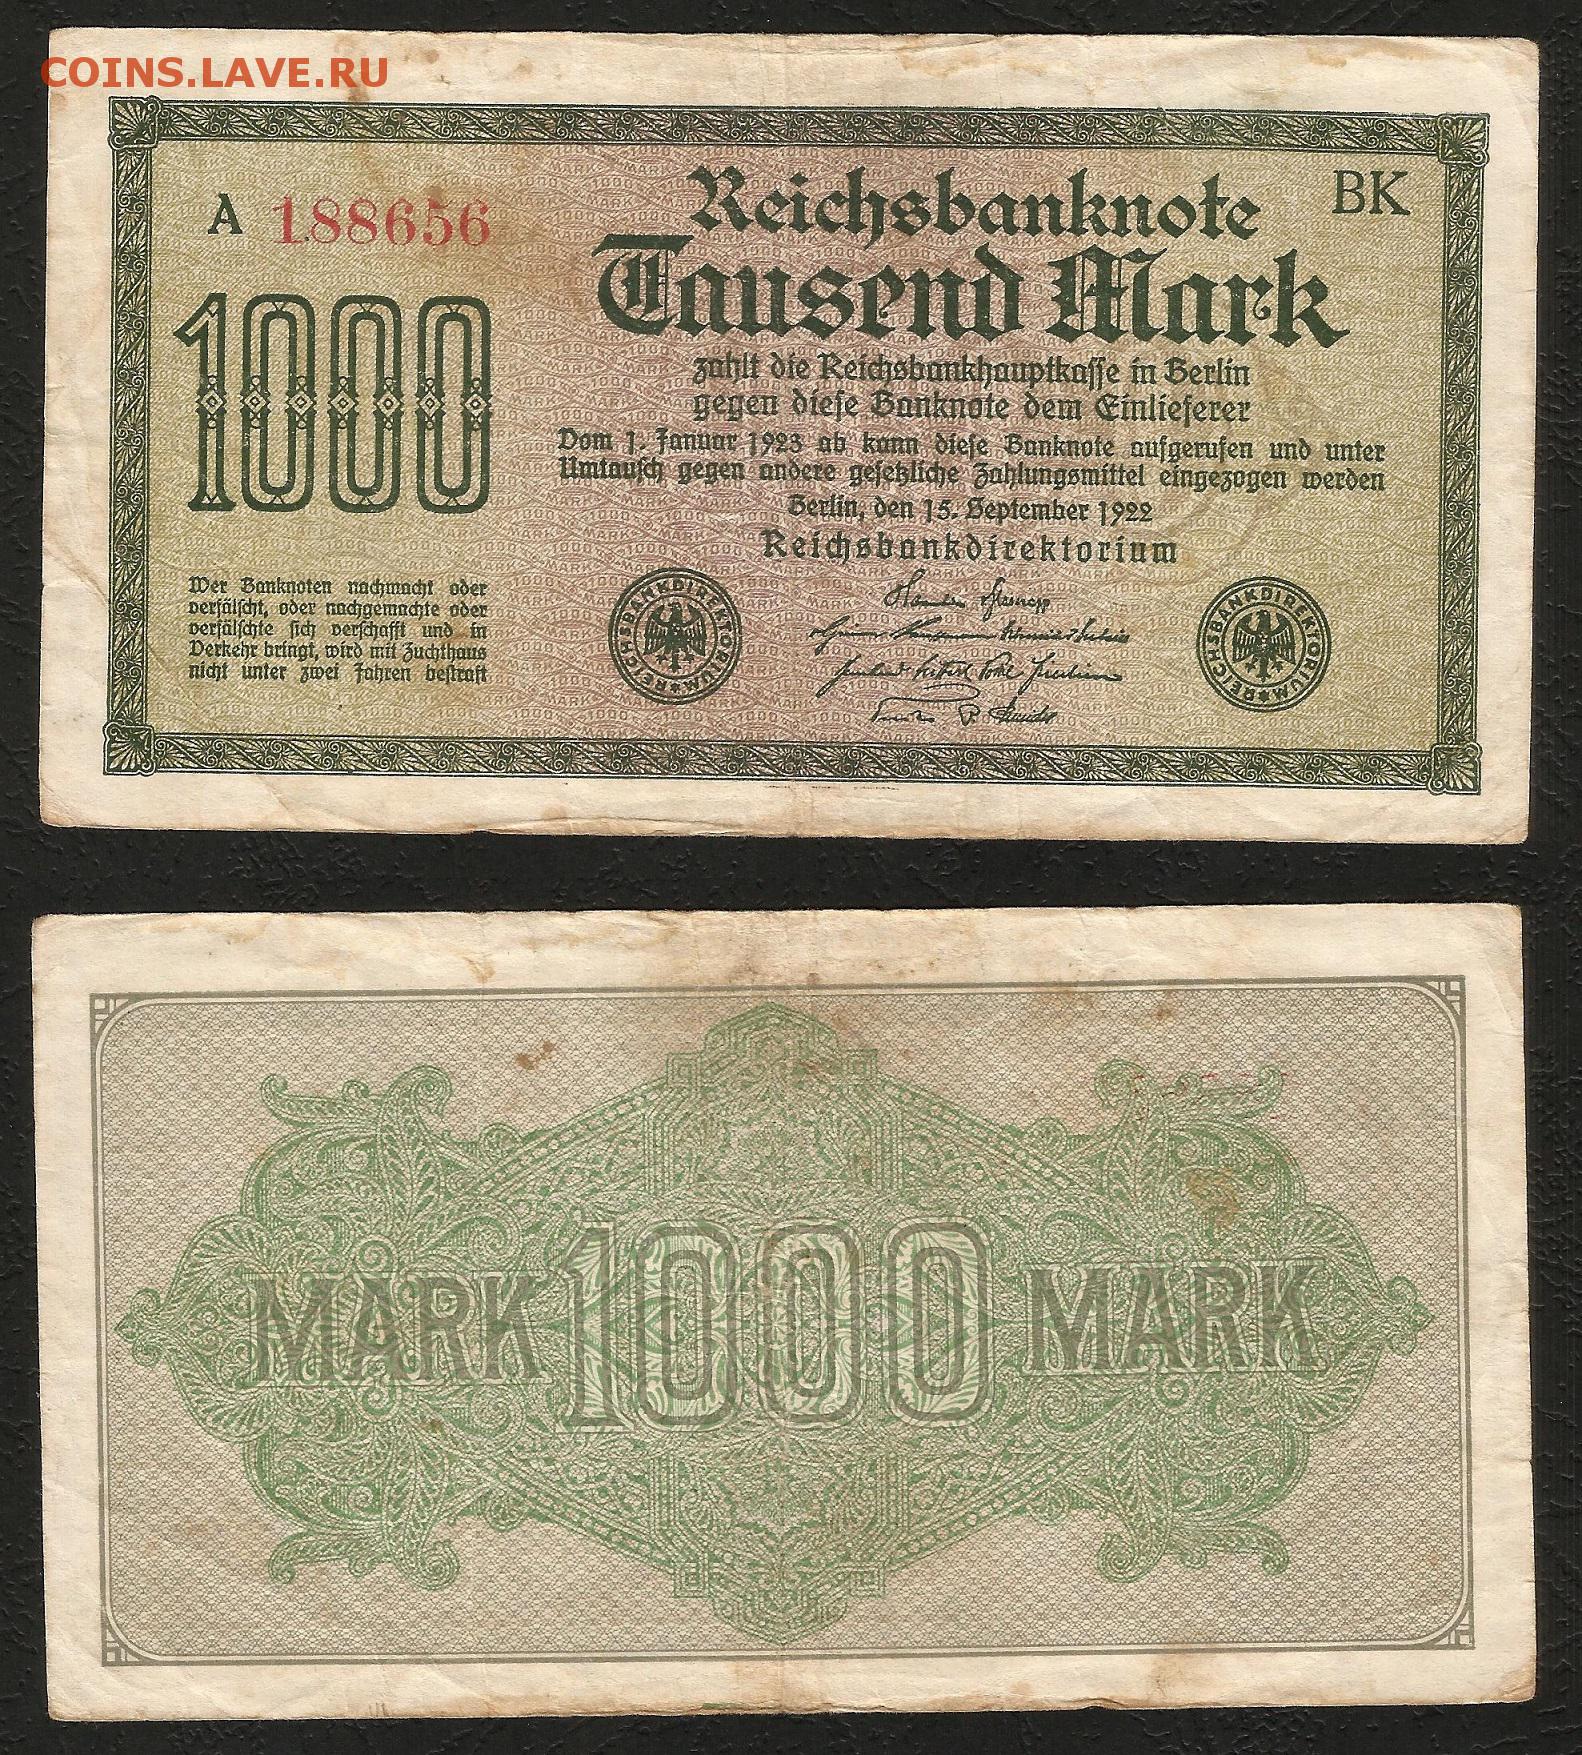 COINS.LAVE.RU
A 188656
BK
Reichsbanknote
Tausend Mark
1000
zahlt die Reichsbankhauptkasse in Berlin
gegen diese Banknote dem Einlieferer
Vom 1. Januar 1923 ab kann diese Banknote aufgerufen und unter
Umtausch gegen andere gesetzliche Zahlungsmittel eingezogen werden
Berlin, den 15. September 1922
Reichsbankdirektorium
Wer Banknoten nachmacht oder
verfälscht, oder nachgemachte oder
verfälschte sich verschafft und in
Verkehr bringt, wird mit Zuchthaus
nicht unter zwei Jahren bestraft
REICHSBANKDIREKTORIUM
REICHSBANKDIREKTORIUM
MARK 1000 MARK